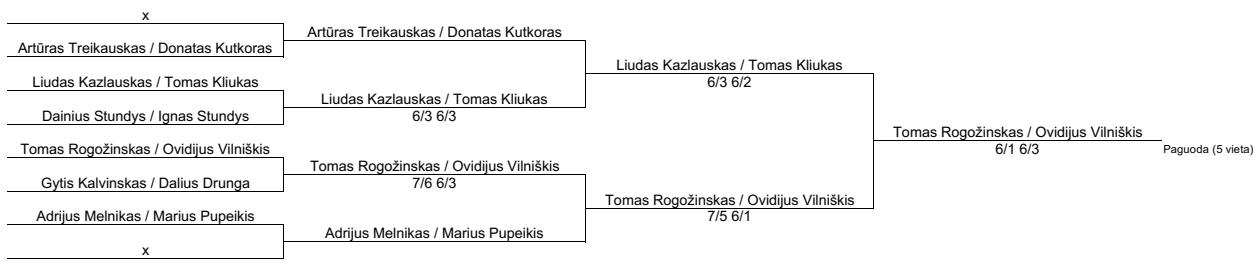 x
Artūras Treikauskas / Donatas Kutkoras
Liudas Kazlauskas / Tomas Kliukas
Dainius Stundys / Ignas Stundys
Tomas Rogožinskas / Ovidijus Vilniškis
Gytis Kalvinskas / Dalius Drunga
Adrijus Melnikas / Marius Pupeikis
x
Artūras Treikauskas / Donatas Kutkoras
Liudas Kazlauskas / Tomas Kliukas
6/3 6/3
Tomas Rogožinskas / Ovidijus Vilniškis
7/6 6/3
Adrijus Melnikas / Marius Pupeikis
Liudas Kazlauskas / Tomas Kliukas
6/3 6/2
Tomas Rogožinskas / Ovidijus Vilniškis
7/5 6/1
Tomas Rogožinskas / Ovidijus Vilniškis
6/1 6/3
Paguoda (5 vieta)